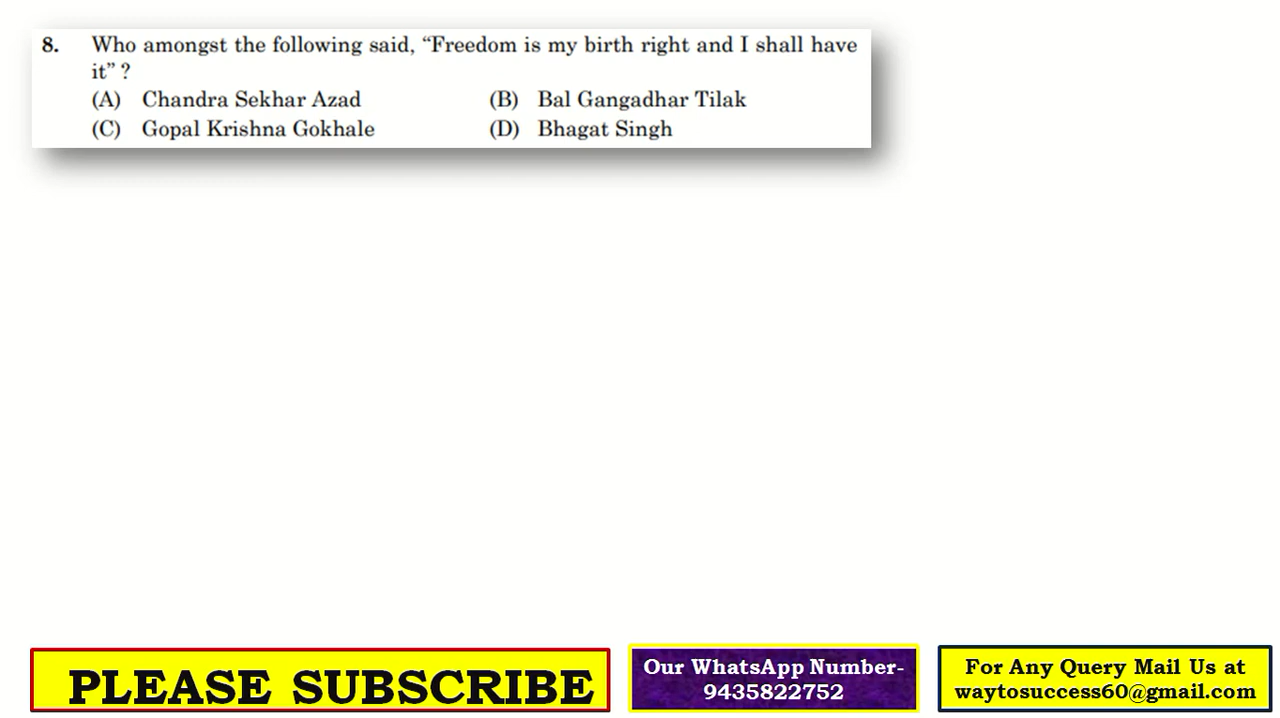 8. Who amongst the following said, “Freedom is my birth right and I shall have
it” ?
(A) Chandra Sekhar Azad (B) Bal Gangadhar Tilak
(C) Gopal Krishna Gokhale (D) Bhagat Singh
PLEASE SUBSCRIBE
Our WhatsApp Number-
9435822752
For Any Query Mail Us at
waytosuccess60@gmail.com